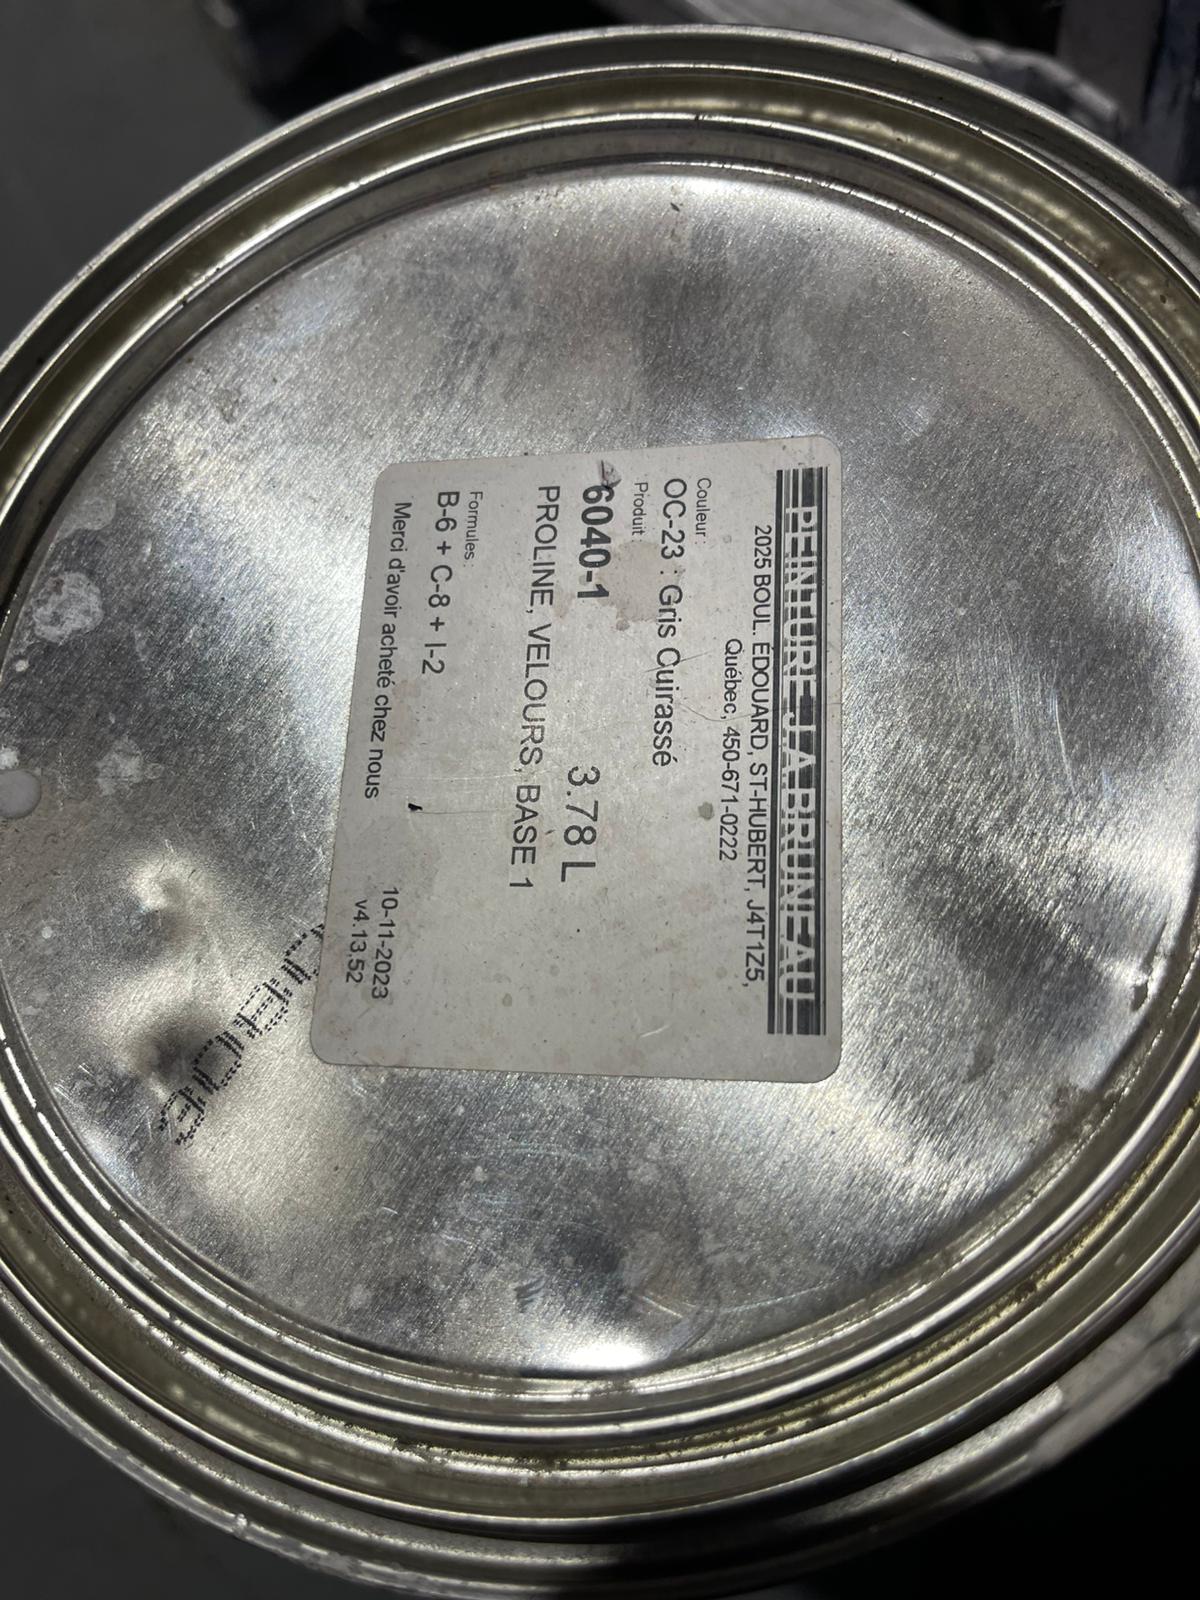 PEINTURE J.A.BRUNEAU
2025 BOUL. ÉDOUARD, ST-HUBERT, J4T1Z5,
Québec, 450-671-0222
Couleur :
OC-23 : Gris Cuirassé
Produit :
6040-1 3.78 L
PROLINE, VELOURS, BASE 1
Formules:
B-6 + C-8 + I-2
10-11-2023
Merci d'avoir acheté chez nous v4.13.52